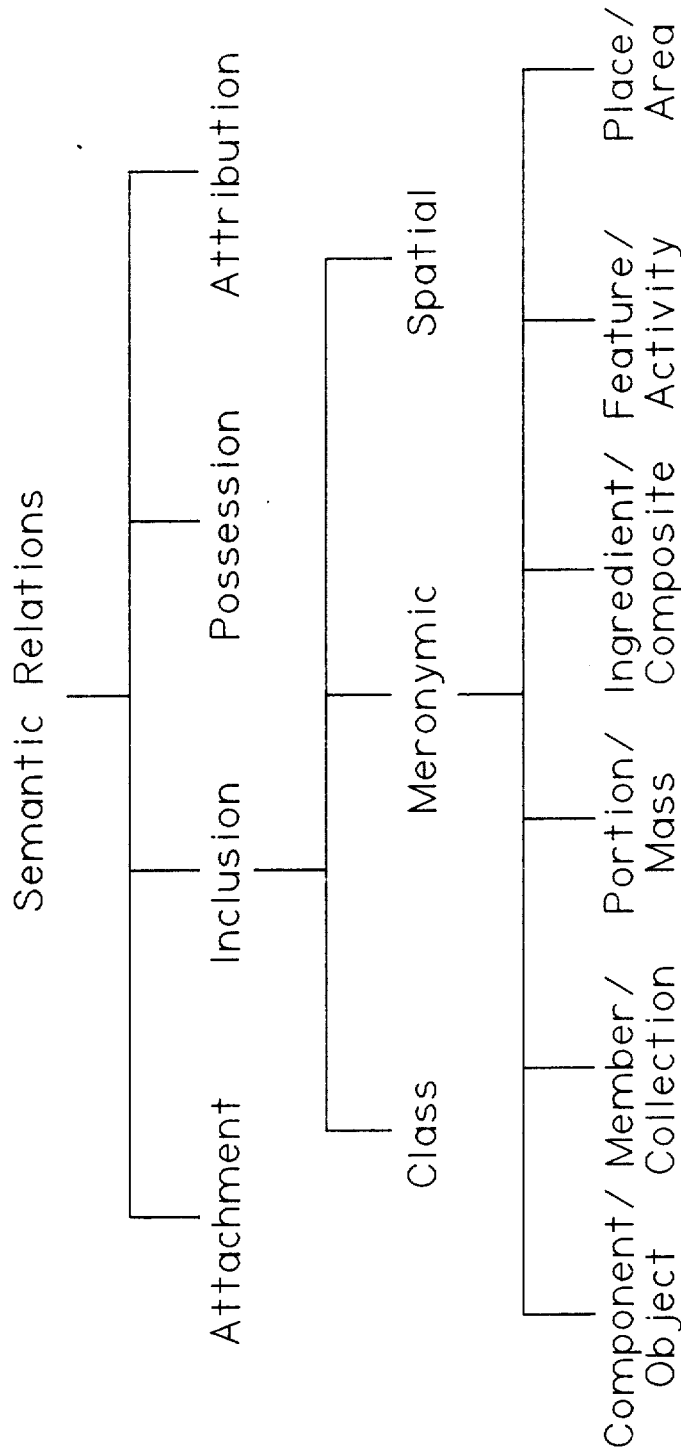 Semantic Relations
Attachment Inclusion Possession Attribution
Class Meronymic Spatial
Component/ Member/ Portion/ Ingredient/ Feature/ Place/
Object Collection Mass Composite Activity Area